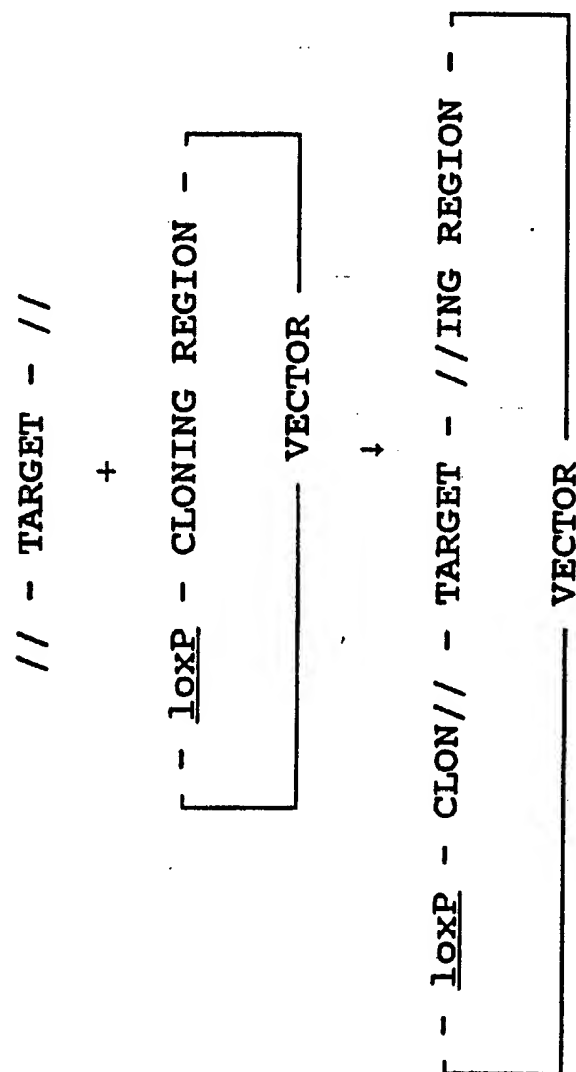 // - TARGET - //
+
- loxP - CLONING REGION -
VECTOR
↓
- loxP - CLON// - TARGET - //ING REGION -
VECTOR